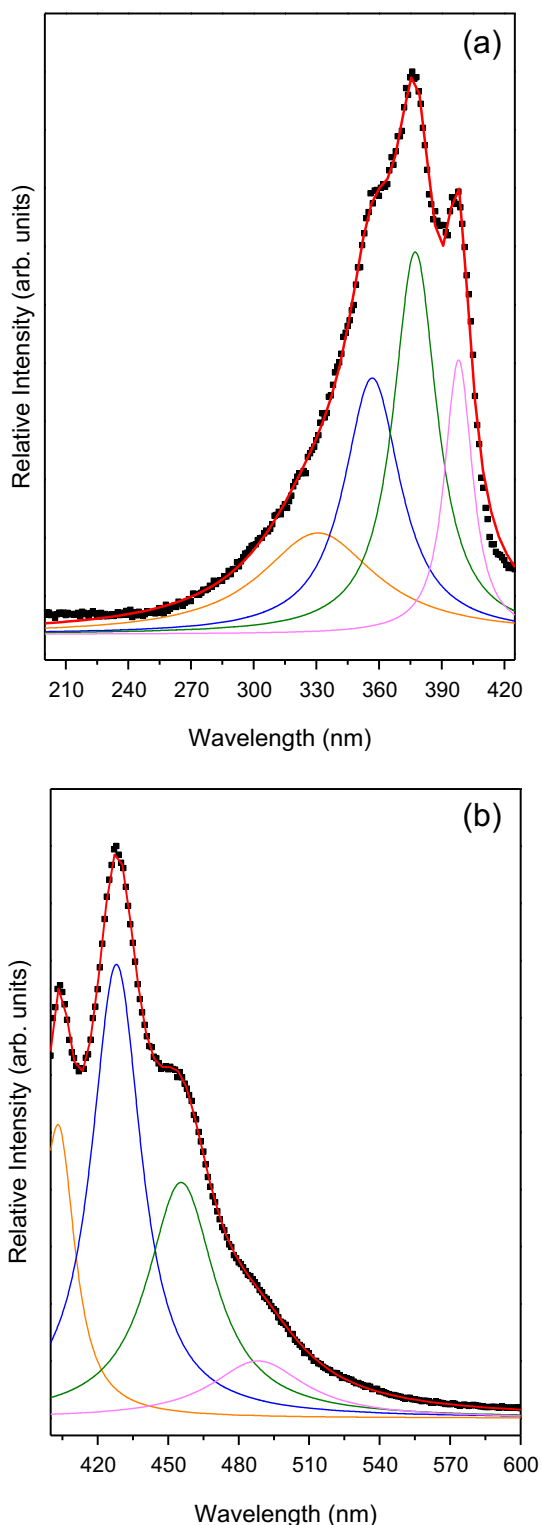 (a)
Relative Intensity (arb. units)
210 240 270 300 330 360 390 420
Wavelength (nm)
(b)
Relative Intensity (arb. units)
420 450 480 510 540 570 600
Wavelength (nm)